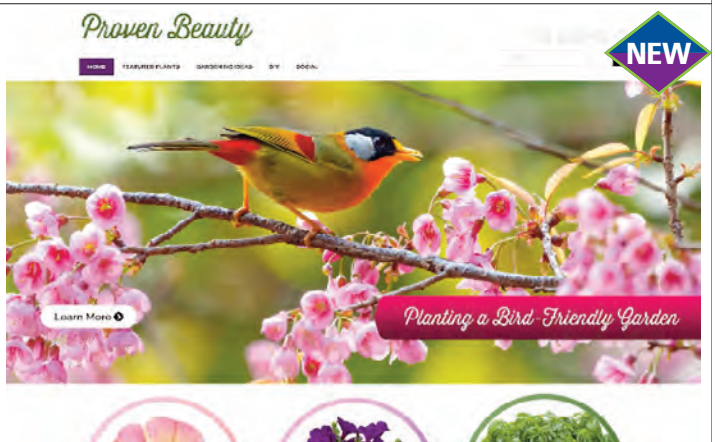 Proven Beauty
NEW
HOME FEATURED PLANTS GARDENING IDEAS DIY SOCIAL
Learn More
Planting a Bird-Friendly Garden